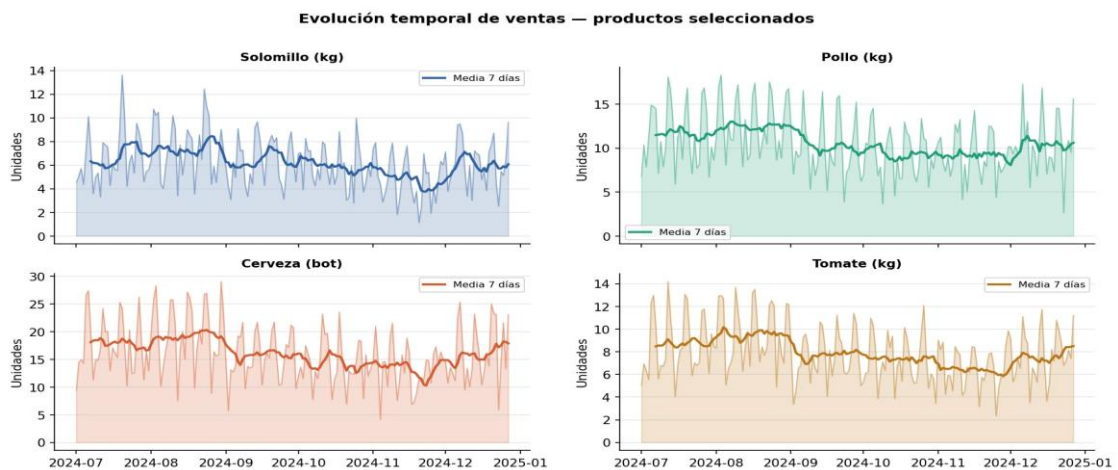 Evolución temporal de ventas — productos seleccionados
Solomillo (kg)
Unidades
14
12
10
8
6
4
2
0
Media 7 días
Pollo (kg)
Unidades
15
10
5
0
Media 7 días
Cerveza (bot)
Unidades
30
25
20
15
10
5
0
Media 7 días
2024-07 2024-08 2024-09 2024-10 2024-11 2024-12 2025-01
Tomate (kg)
Unidades
14
12
10
8
6
4
2
0
Media 7 días
2024-07 2024-08 2024-09 2024-10 2024-11 2024-12 2025-01